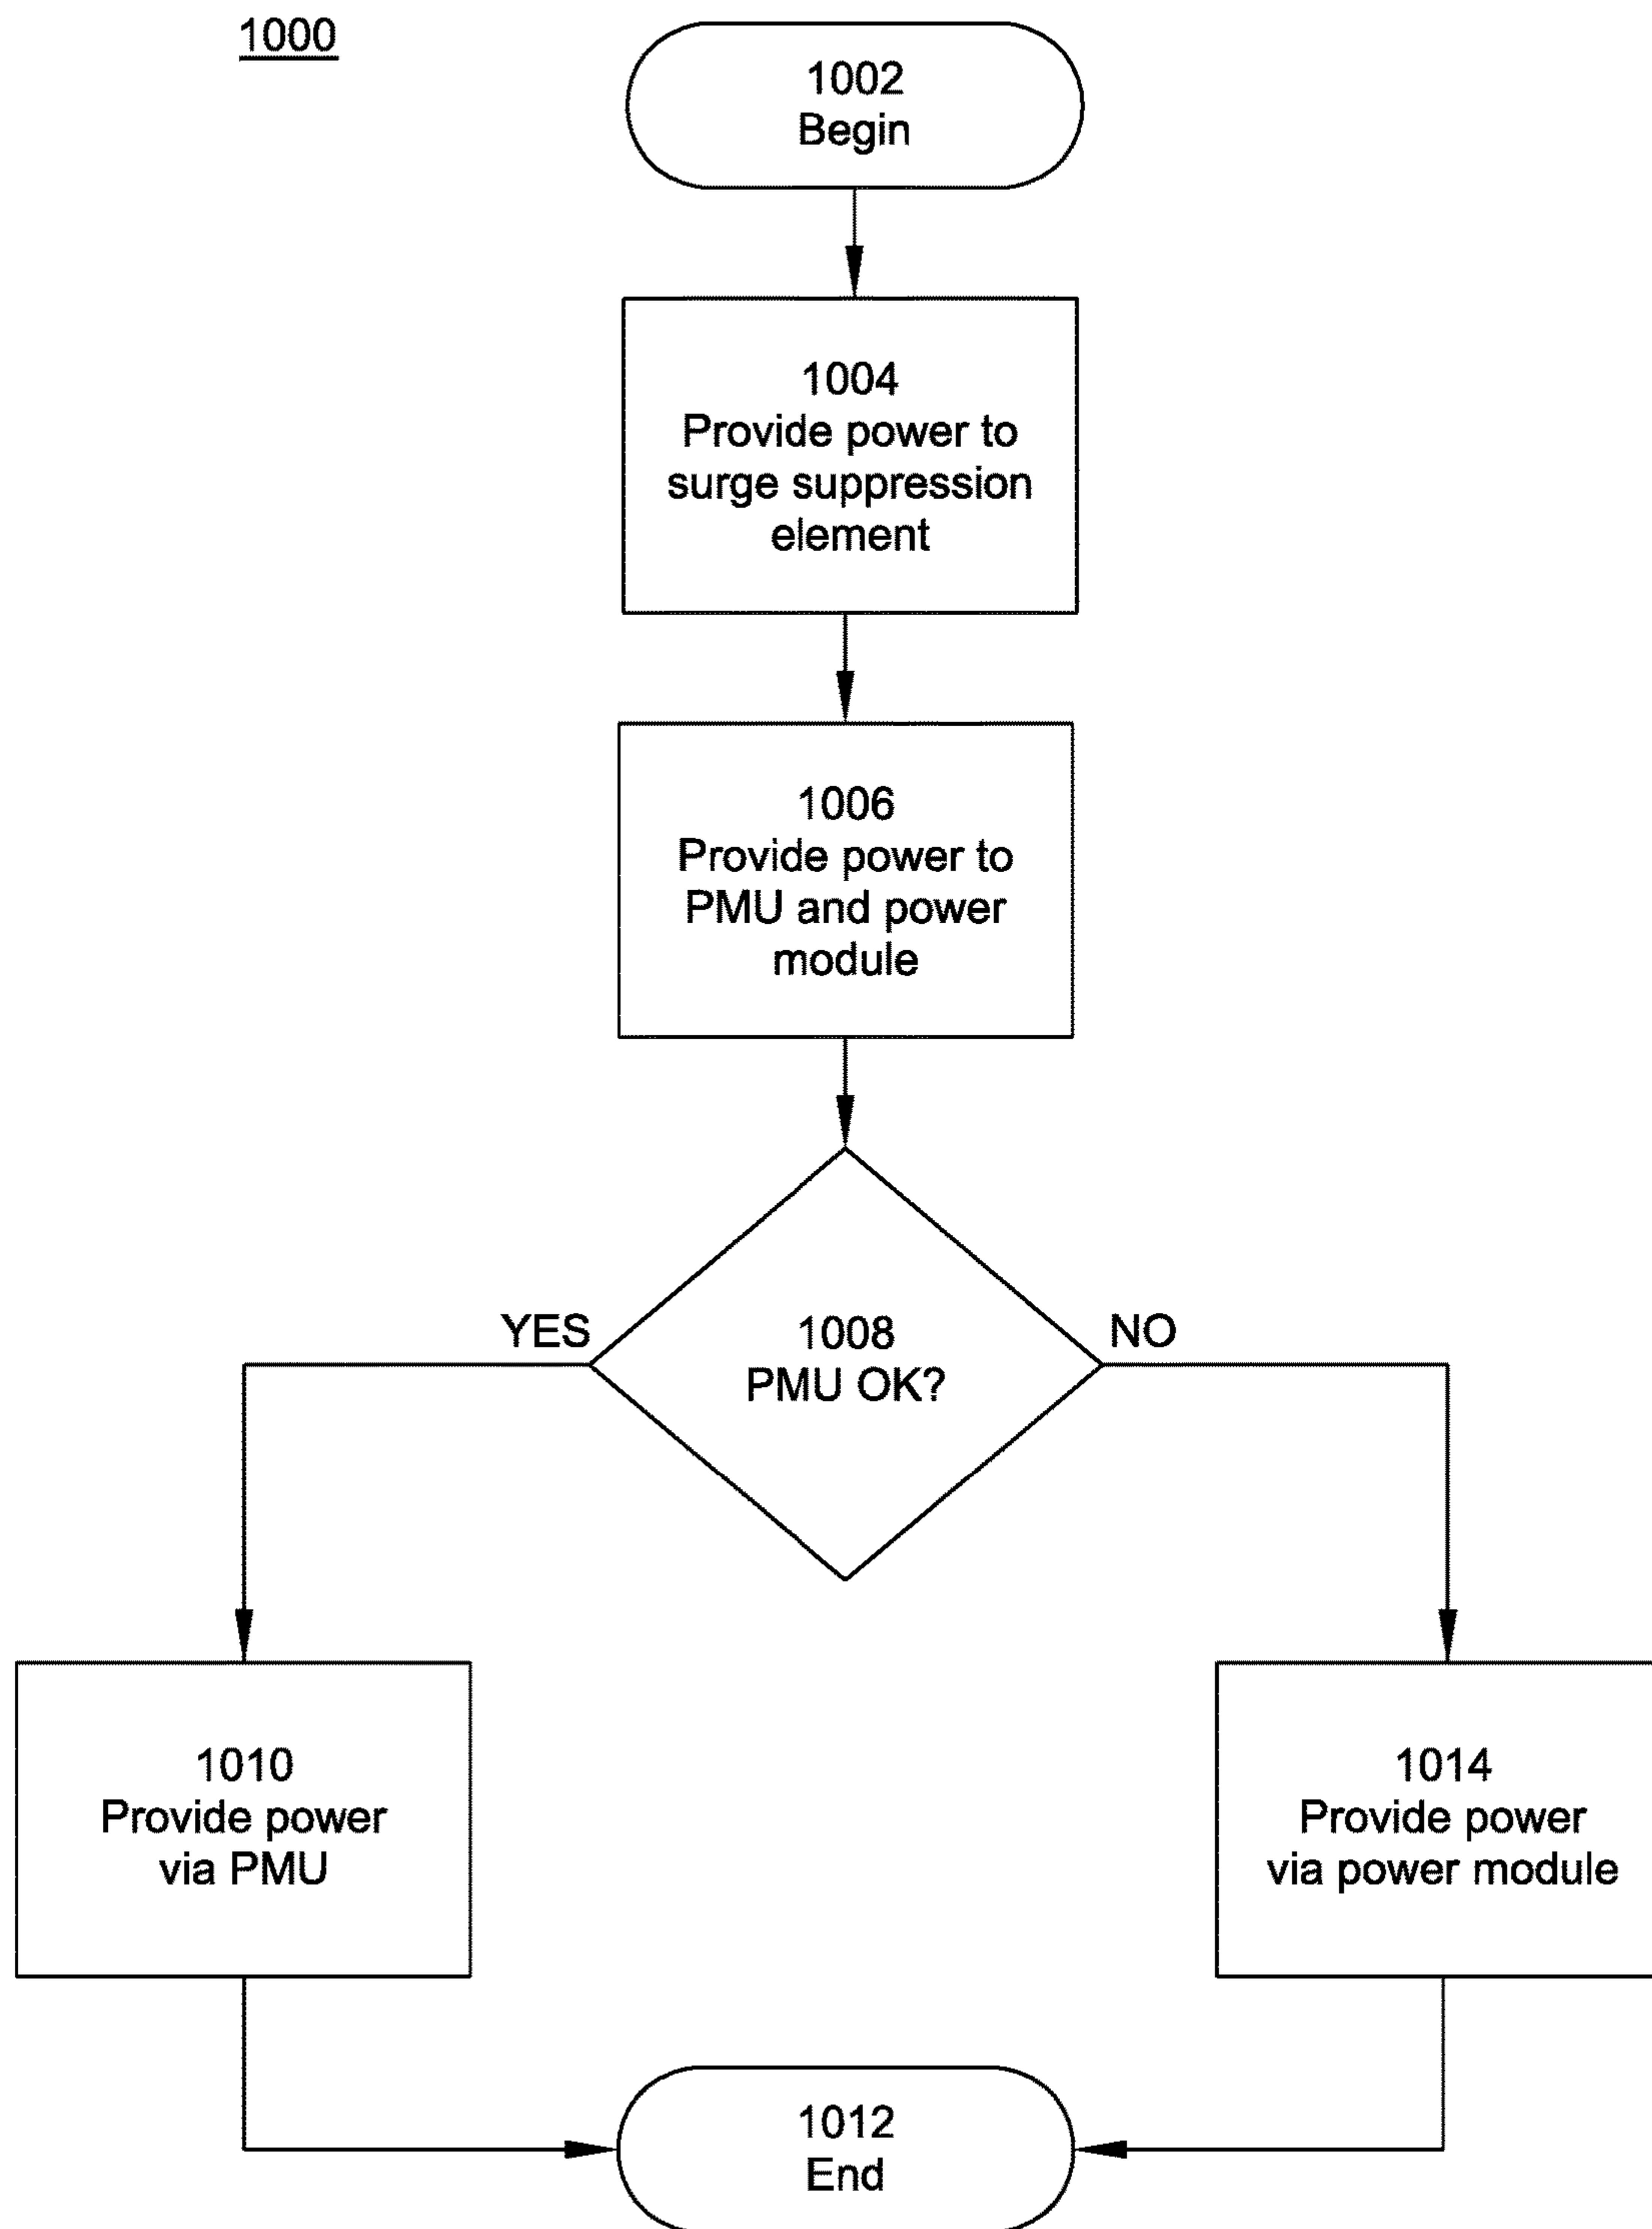 1000
1002
Begin
1004
Provide power to
surge suppression
element
1006
Provide power to
PMU and power
module
YES
1008
PMU OK?
NO
1010
Provide power
via PMU
1014
Provide power
via power module
1012
End